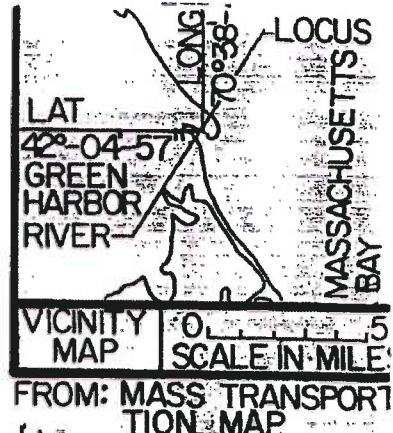 LOCUS
LONG
70°38'-
MASSACHUSETTS
BAY
LAT
42°-04'-57"
GREEN
HARBOR
RIVER
VICINITY
MAP
0 5
SCALE IN MILES
FROM: MASS TRANSPORT
TION MAP